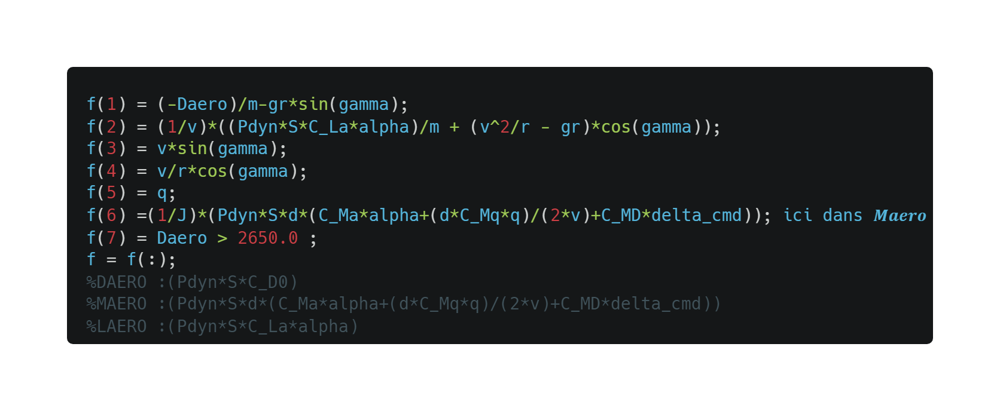 f(1) = (-Daero)/m-gr*sin(gamma);
f(2) = (1/v)*((Pdyn*S*C_La*alpha)/m + (v^2/r - gr)*cos(gamma));
f(3) = v*sin(gamma);
f(4) = v/r*cos(gamma);
f(5) = q;
f(6) =(1/J)*(Pdyn*S*d*(C_Ma*alpha+(d*C_Mq*q)/(2*v)+C_MD*delta_cmd)); ici dans Maero
f(7) = Daero > 2650.0 ;
f = f(:);
%DAERO :(Pdyn*S*C_D0)
%MAERO :(Pdyn*S*d*(C_Ma*alpha+(d*C_Mq*q)/(2*v)+C_MD*delta_cmd))
%LAERO :(Pdyn*S*C_La*alpha)